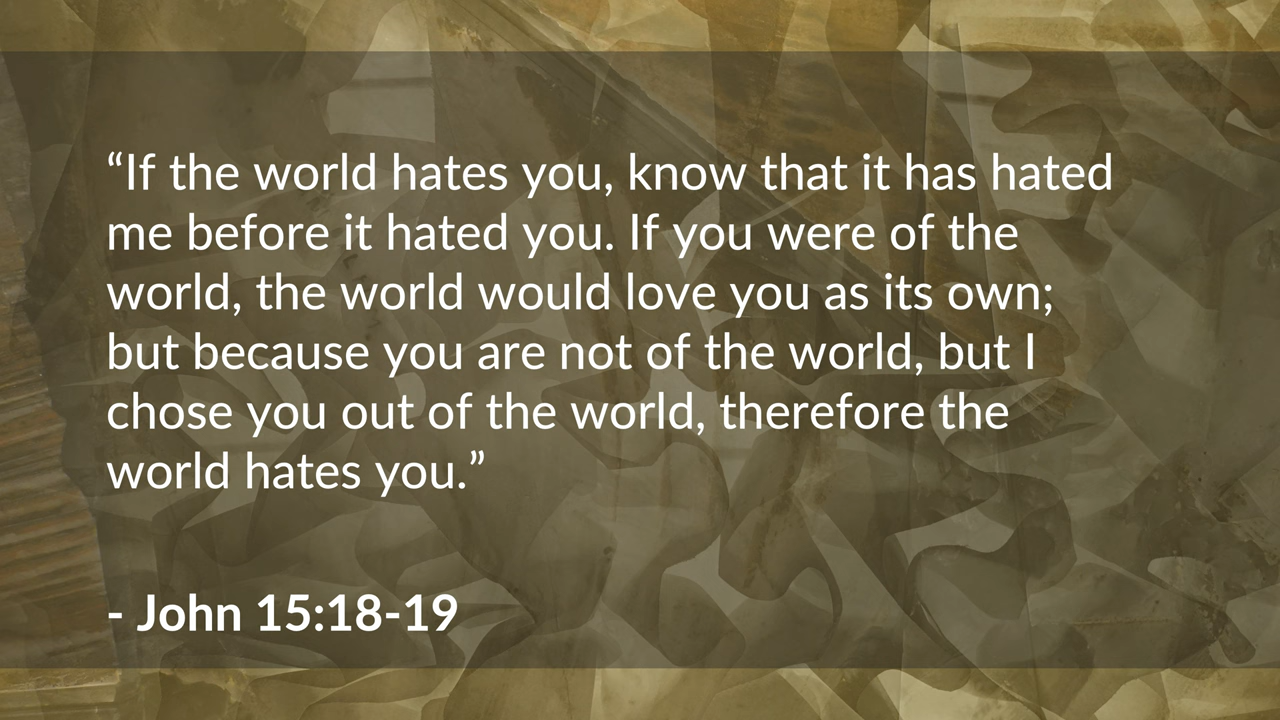 “If the world hates you, know that it has hated
me before it hated you. If you were of the
world, the world would love you as its own;
but because you are not of the world, but I
chose you out of the world, therefore the
world hates you.”
- John 15:18-19